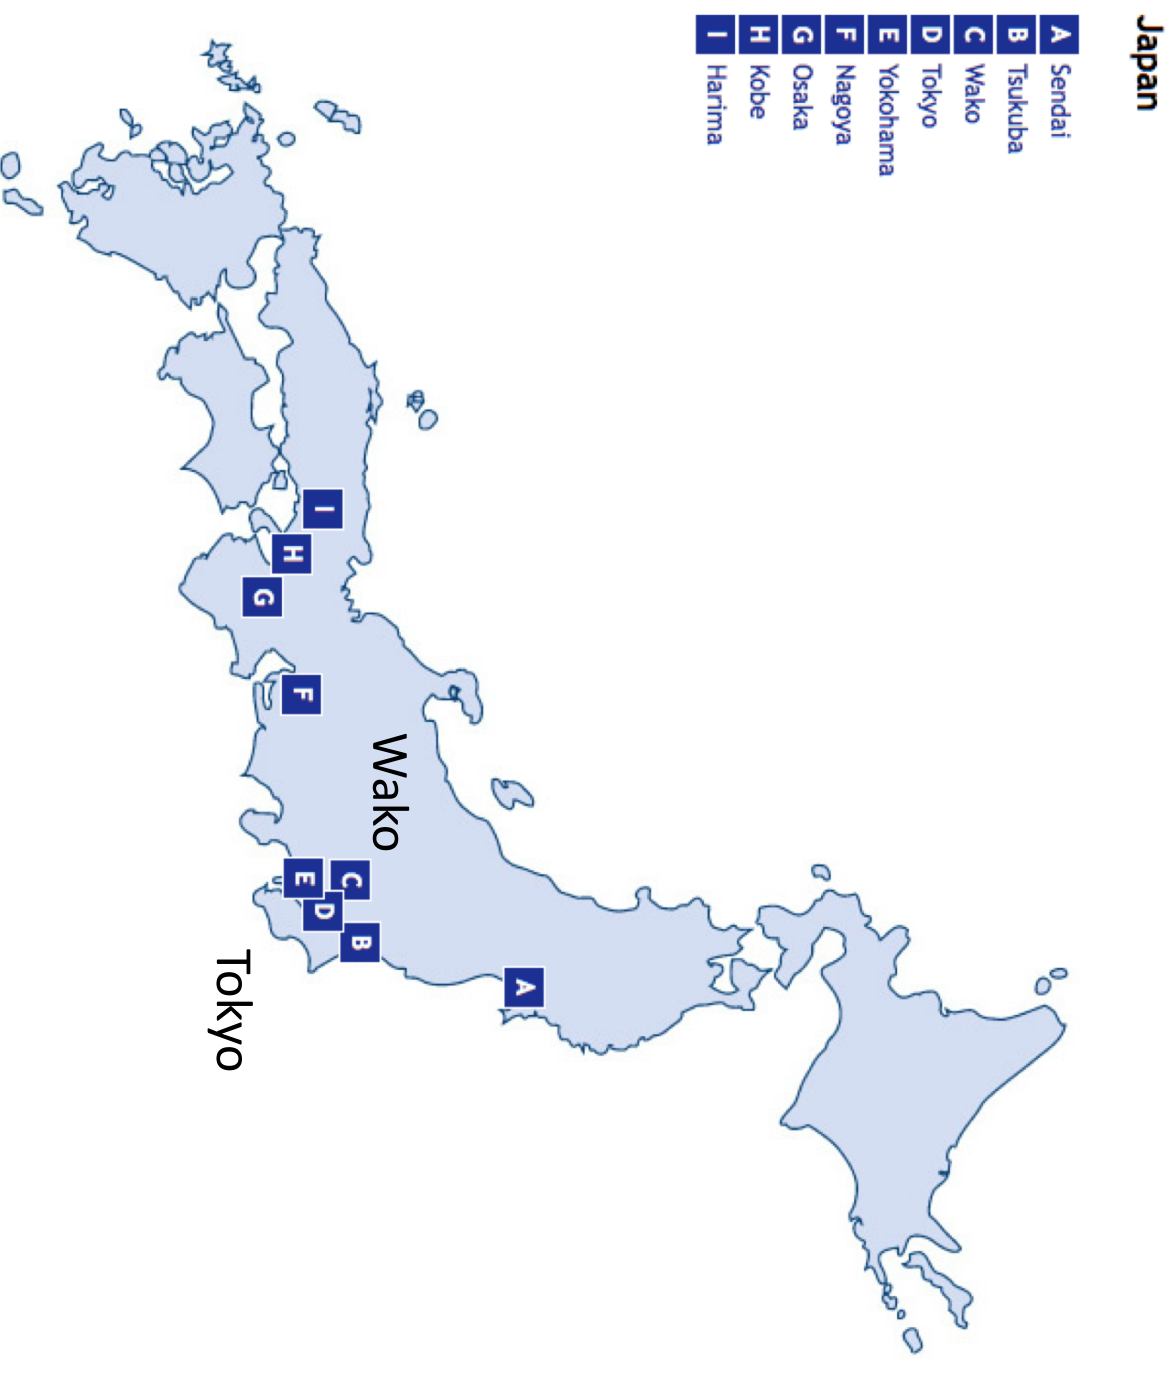 Japan
A Sendai
B Tsukuba
C Wako
D Tokyo
E Yokohama
F Nagoya
G Osaka
H Kobe
I Harima
A
Wako
C
B
D
E
Tokyo
F
I
H
G